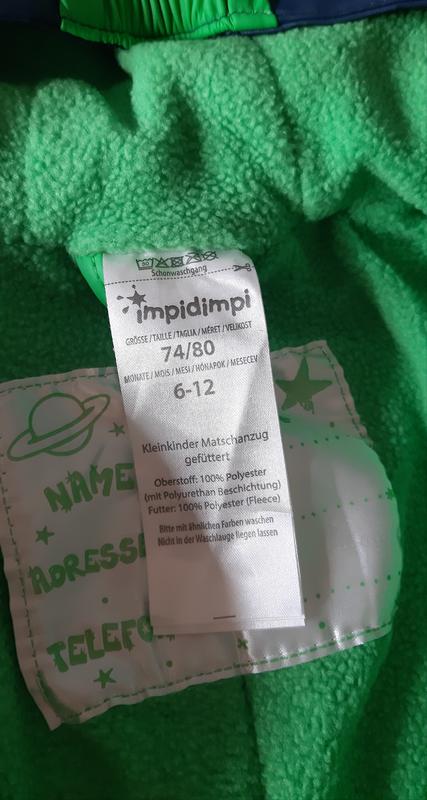 30
Schonwaschgang
impidimpi
GRÖSSE / TAILLE / TAGLIA / MÉRET / VELIKOST
74/80
MONATE / MOIS / MESI / HÓNAPOK / MESECEV
6-12
Kleinkinder Matschanzug
gefüttert
Oberstoff: 100% Polyester
(mit Polyurethan Beschichtung)
Futter: 100% Polyester (Fleece)
Bitte mit ähnlichen Farben waschen
Nicht in der Waschlauge liegen lassen
NAME
ADRESSE
TELEFO